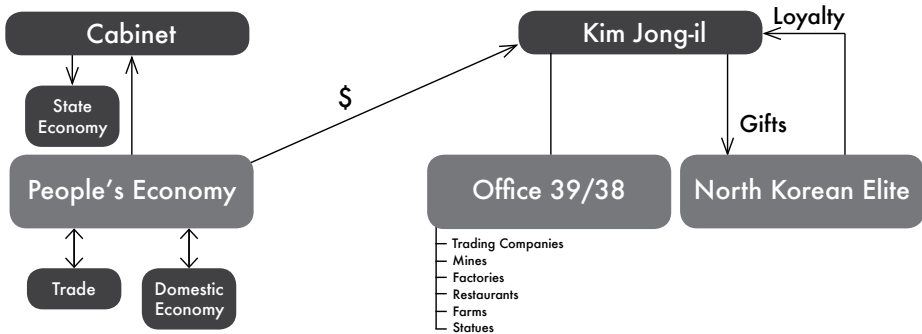 Cabinet
Kim Jong-il
Loyalty
$
State
Economy
Gifts
People’s Economy
Office 39/38
North Korean Elite
Trade
Domestic
Economy
Trading Companies
Mines
Factories
Restaurants
Farms
Statues